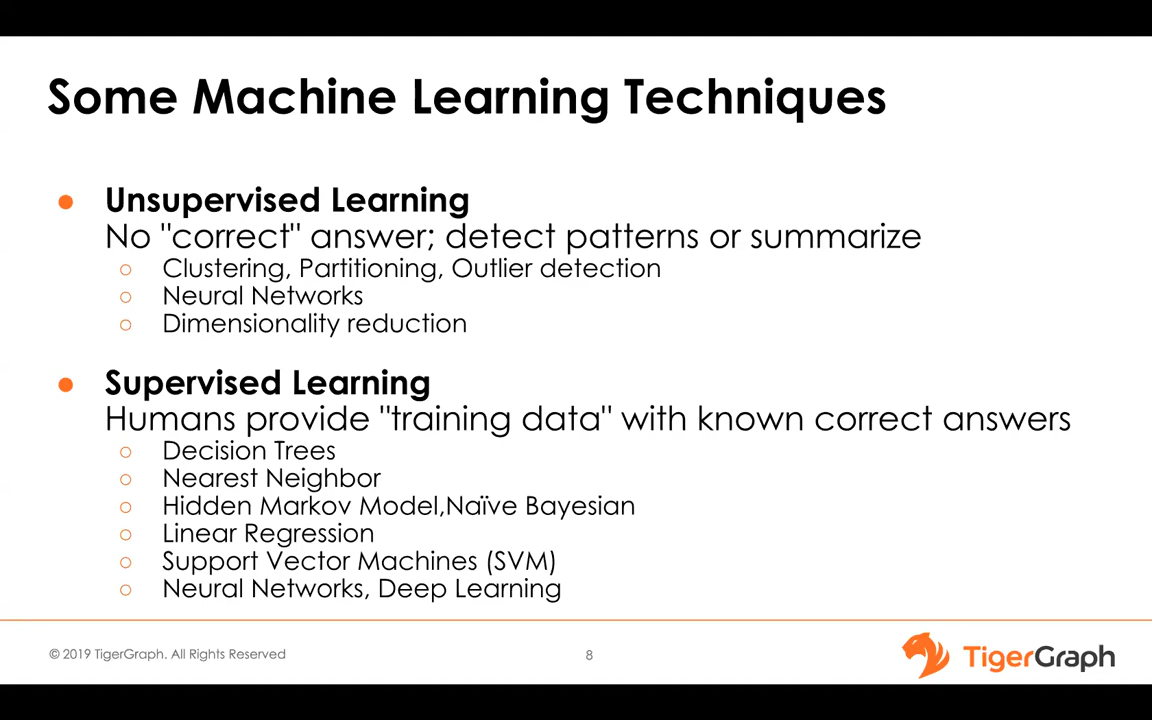 Some Machine Learning Techniques
● Unsupervised Learning
No "correct" answer; detect patterns or summarize
○ Clustering, Partitioning, Outlier detection
○ Neural Networks
○ Dimensionality reduction
● Supervised Learning
Humans provide "training data" with known correct answers
○ Decision Trees
○ Nearest Neighbor
○ Hidden Markov Model,Naïve Bayesian
○ Linear Regression
○ Support Vector Machines (SVM)
○ Neural Networks, Deep Learning
© 2019 TigerGraph. All Rights Reserved
8
TigerGraph